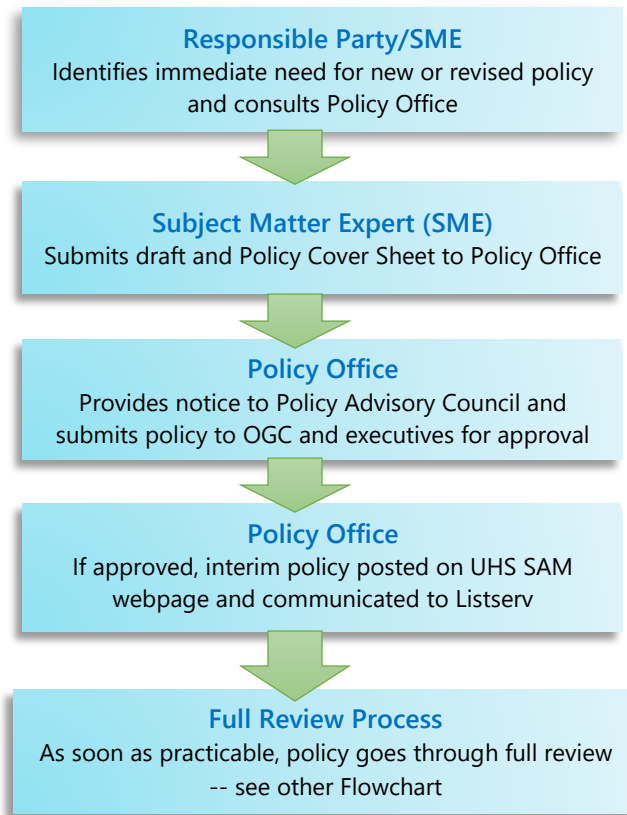 Responsible Party/SME
Identifies immediate need for new or revised policy
and consults Policy Office
Subject Matter Expert (SME)
Submits draft and Policy Cover Sheet to Policy Office
Policy Office
Provides notice to Policy Advisory Council and
submits policy to OGC and executives for approval
Policy Office
If approved, interim policy posted on UHS SAM
webpage and communicated to Listserv
Full Review Process
As soon as practicable, policy goes through full review
-- see other Flowchart